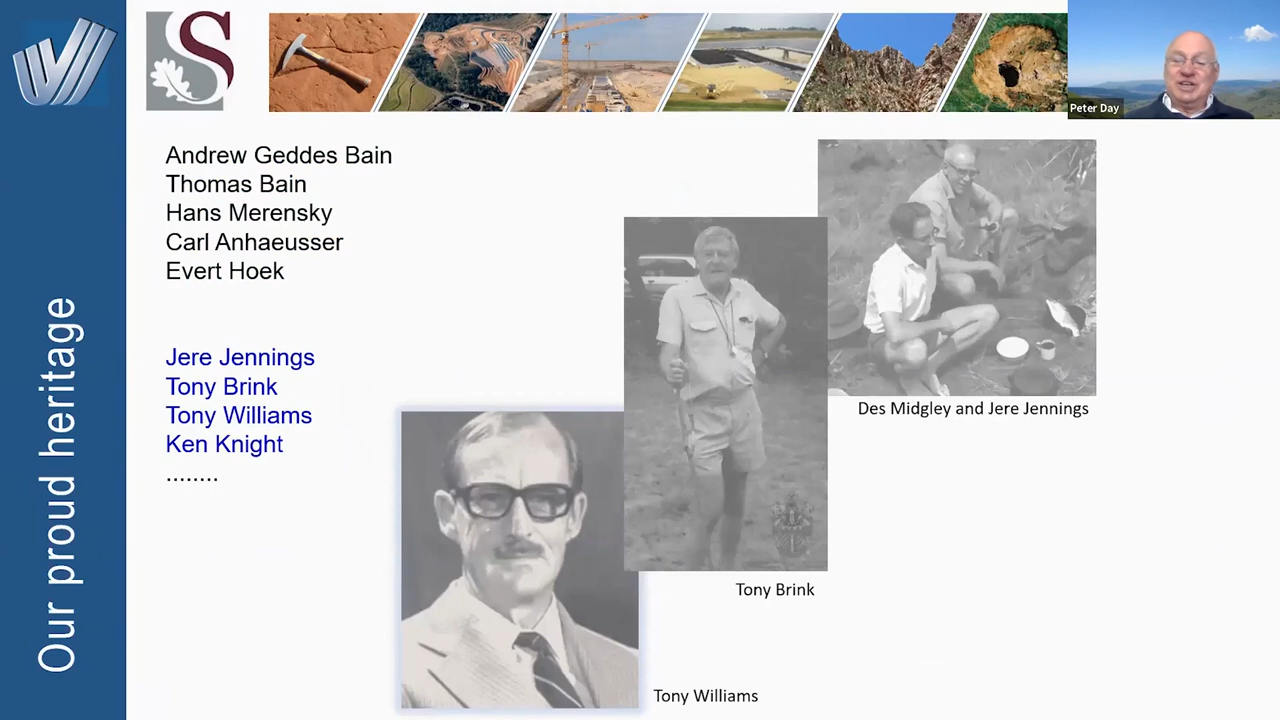 S
Peter Day
Our proud heritage
Andrew Geddes Bain
Thomas Bain
Hans Merensky
Carl Anhaeusser
Evert Hoek
Jere Jennings
Tony Brink
Tony Williams
Ken Knight
........
Des Midgley and Jere Jennings
Tony Brink
Tony Williams